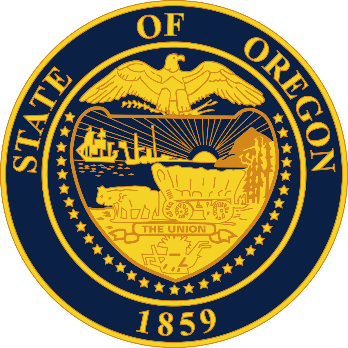 STATE OF OREGON
THE UNION
1859